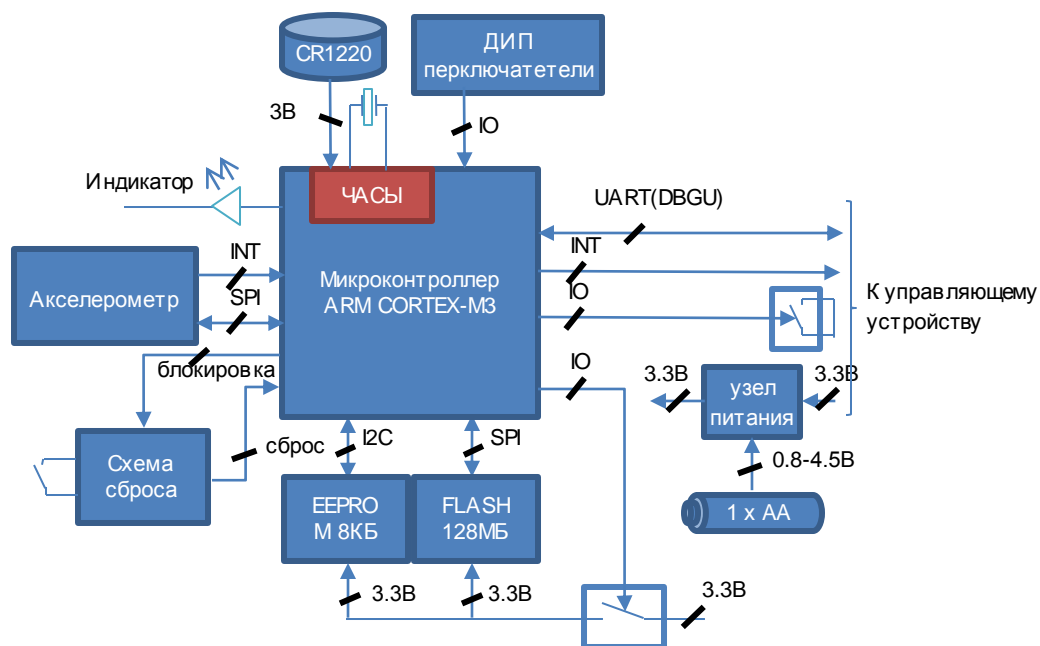 CR1220
ДИП
перключатетели
3В
IO
Индикатор
ЧАСЫ
UART(DBGU)
INT
INT
Микроконтроллер
ARM CORTEX-M3
Акселерометр
SPI
IO
К управляющему
устройству
блокировка
IO
3.3В
узел
питания
3.3В
Схема
сброса
сброс
I2C
SPI
0.8-4.5В
EEPRO
M 8КБ
FLASH
128МБ
1 x AA
3.3В
3.3В
3.3В